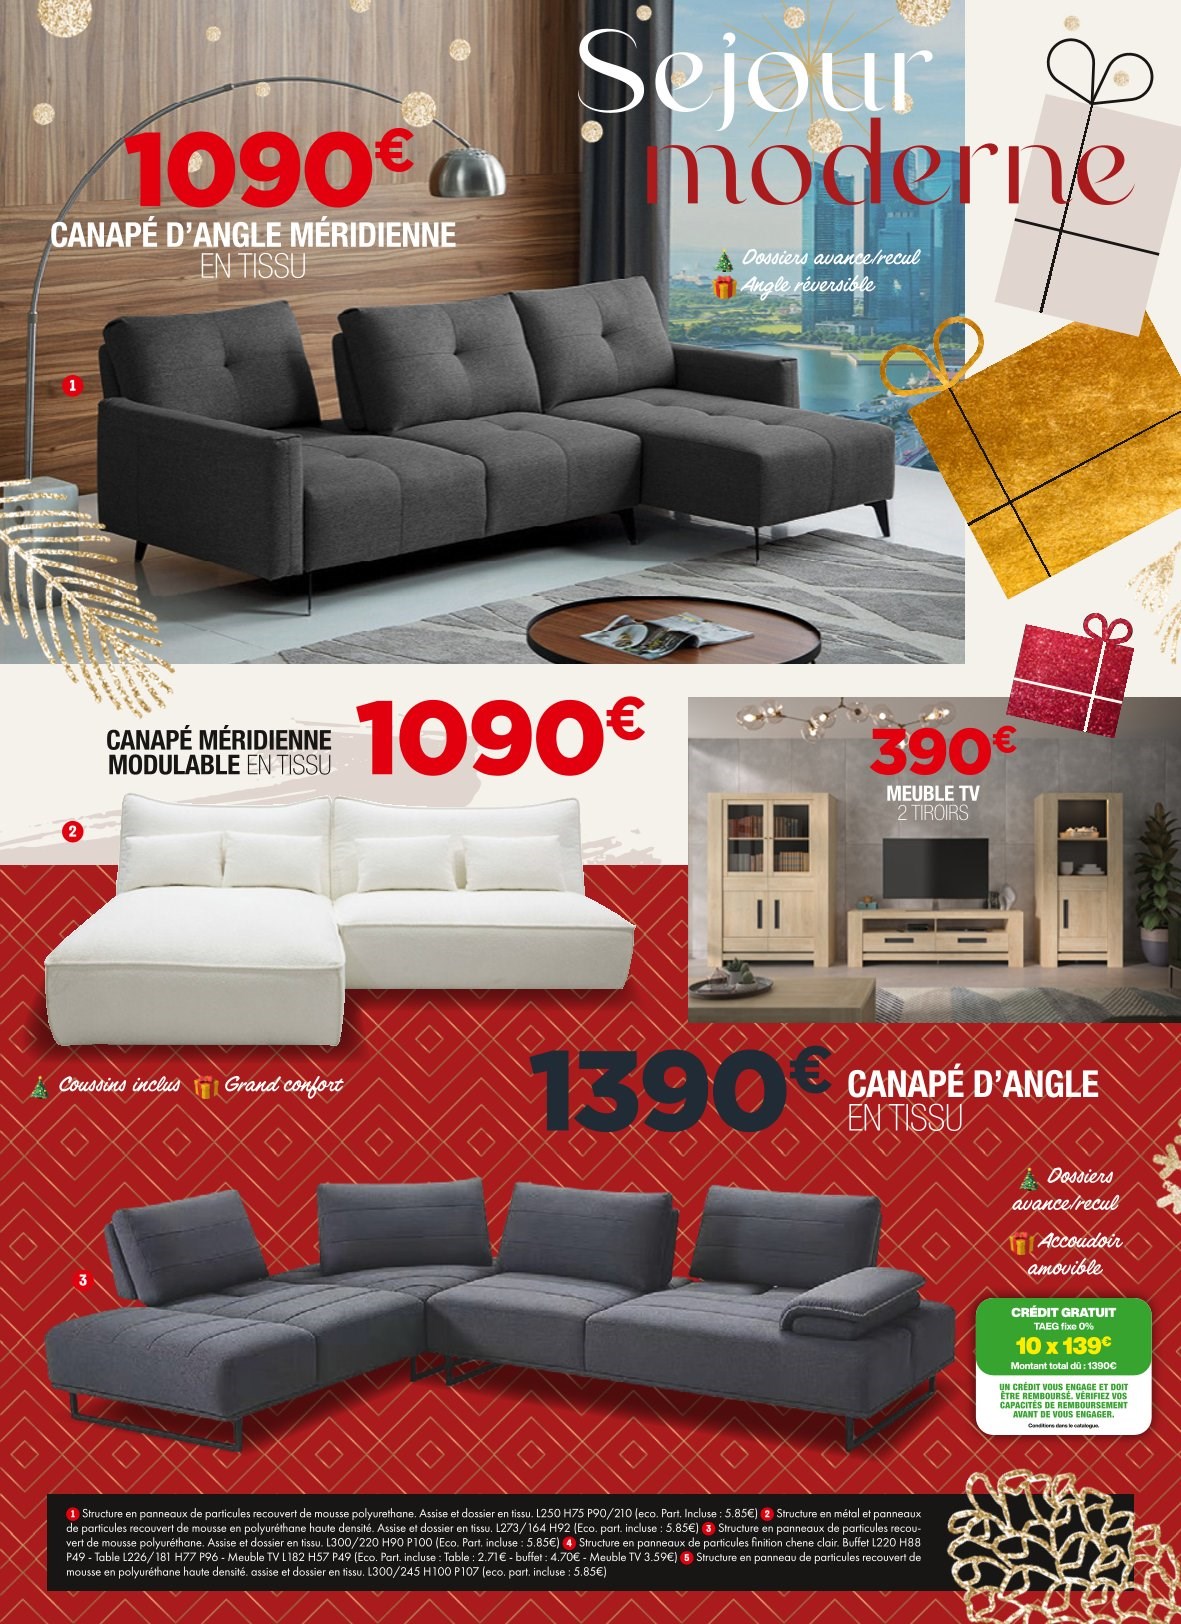 Sejour
moderne
1090€
CANAPÉ D'ANGLE MÉRIDIENNE
EN TISSU
Dossiers avance/recul
Angle réversible
1
CANAPÉ MÉRIDIENNE
MODULABLE EN TISSU
1090€
2
390€
MEUBLE TV
2 TIROIRS
Coussins inclus
Grand confort
1390€
CANAPÉ D'ANGLE
EN TISSU
Dossiers
avance/recul
Accoudoir
amovible
3
CRÉDIT GRATUIT
TAEG fixe 0%
10 x 139€
Montant total dû : 1390€
UN CRÉDIT VOUS ENGAGE ET DOIT
ÊTRE REMBOURSÉ. VÉRIFIEZ VOS
CAPACITÉS DE REMBOURSEMENT
AVANT DE VOUS ENGAGER.
Conditions dans le catalogue.
1 Structure en panneaux de particules recouvert de mousse polyurethane. Assise et dossier en tissu. L250 H75 P90/210 (eco. Part. Incluse : 5.85€) 2 Structure en métal et panneaux
de particules recouvert de mousse en polyuréthane haute densité. Assise et dossier en tissu. L273/164 H92 (Eco. part. incluse : 5.85€) 3 Structure en panneaux de particules recou-
vert de mousse polyuréthane. Assise et dossier en tissu. L300/220 H90 P100 (Eco. Part incluse : 5.85€) 4 Structure en panneaux de particules finition chene clair. Buffet L220 H88
P49 - Table L226/181 H77 P96 - Meuble TV L182 H57 P49 (Eco. Part. incluse : Table : 2.71€ - buffet : 4.70€ - Meuble TV 3.59€) 5 Structure en panneau de particules recouvert de
mousse en polyuréthane haute densité. assise et dossier en tissu. L300/245 H100 P107 (eco. part. incluse : 5.85€)